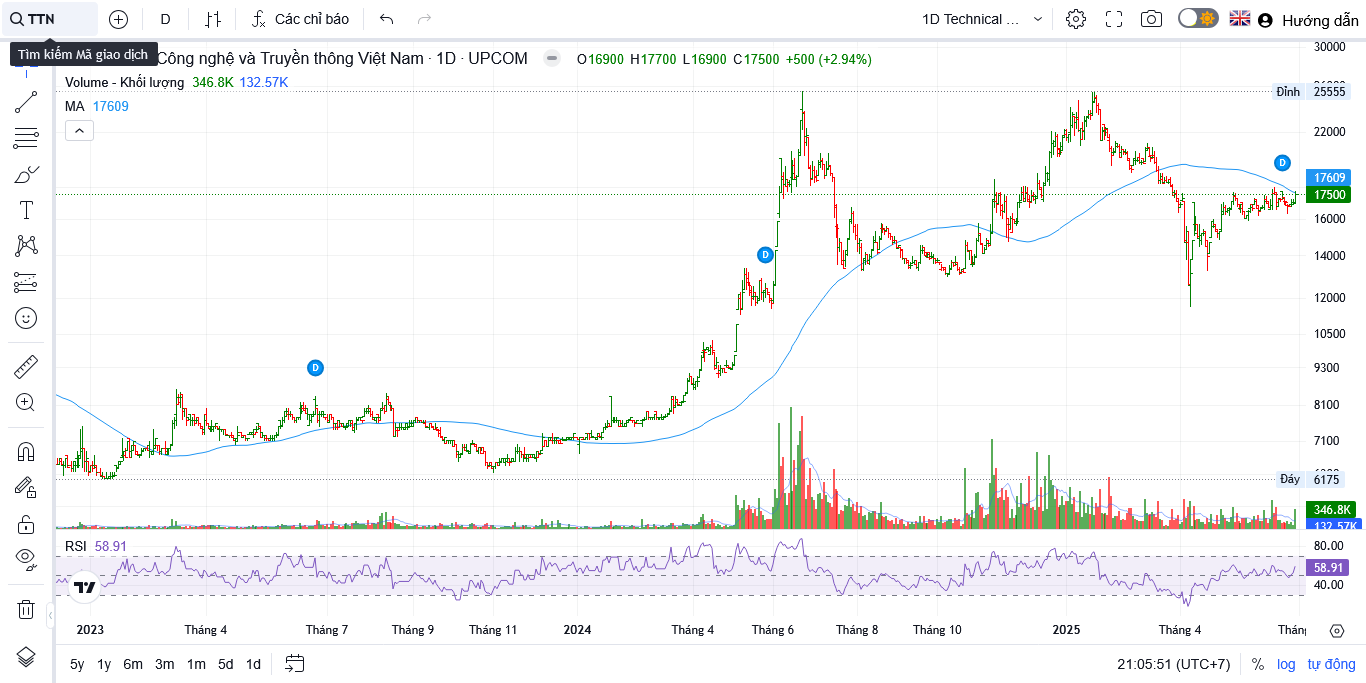 TTN D Các chỉ báo 1D Technical ... Hướng dẫn
Tìm kiếm Mã giao dịch
Công nghệ và Truyền thông Việt Nam · 1D · UPCOM O16900 H17700 L16900 C17500 +500 (+2.94%)
Volume - Khối lượng 346.8K 132.57K
MA 17609
30000
Đỉnh 25555
22000
D
17609
17500
16000
D
14000
12000
10500
D
9300
8100
7100
Đáy 6175
346.8K
132.57K
RSI 58.91
80.00
58.91
40.00
2023 Tháng 4 Tháng 7 Tháng 9 Tháng 11 2024 Tháng 4 Tháng 6 Tháng 8 Tháng 10 2025 Tháng 4
5y 1y 6m 3m 1m 5d 1d 21:05:51 (UTC+7) % log tự động